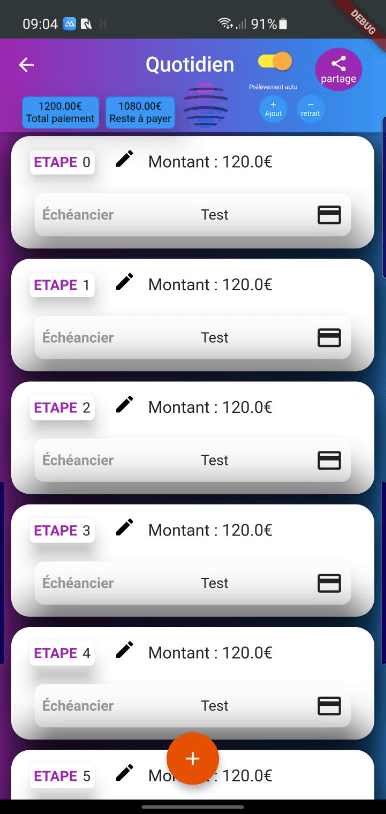 09:04 91%
DEBUG
Quotidien
partage
Prélèvement auto
1200.00€ 1080.00€
Total paiement Reste à payer
Ajout retrait
ETAPE 0 Montant : 120.0€
Échéancier Test
ETAPE 1 Montant : 120.0€
Échéancier Test
ETAPE 2 Montant : 120.0€
Échéancier Test
ETAPE 3 Montant : 120.0€
Échéancier Test
ETAPE 4 Montant : 120.0€
Échéancier Test
ETAPE 5 Mo 120.0€